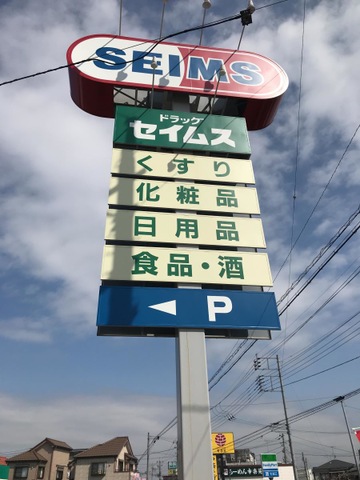 SEIMS
ドラッグ
セイムス
くすり
化粧品
日用品
食品・酒
◀ P